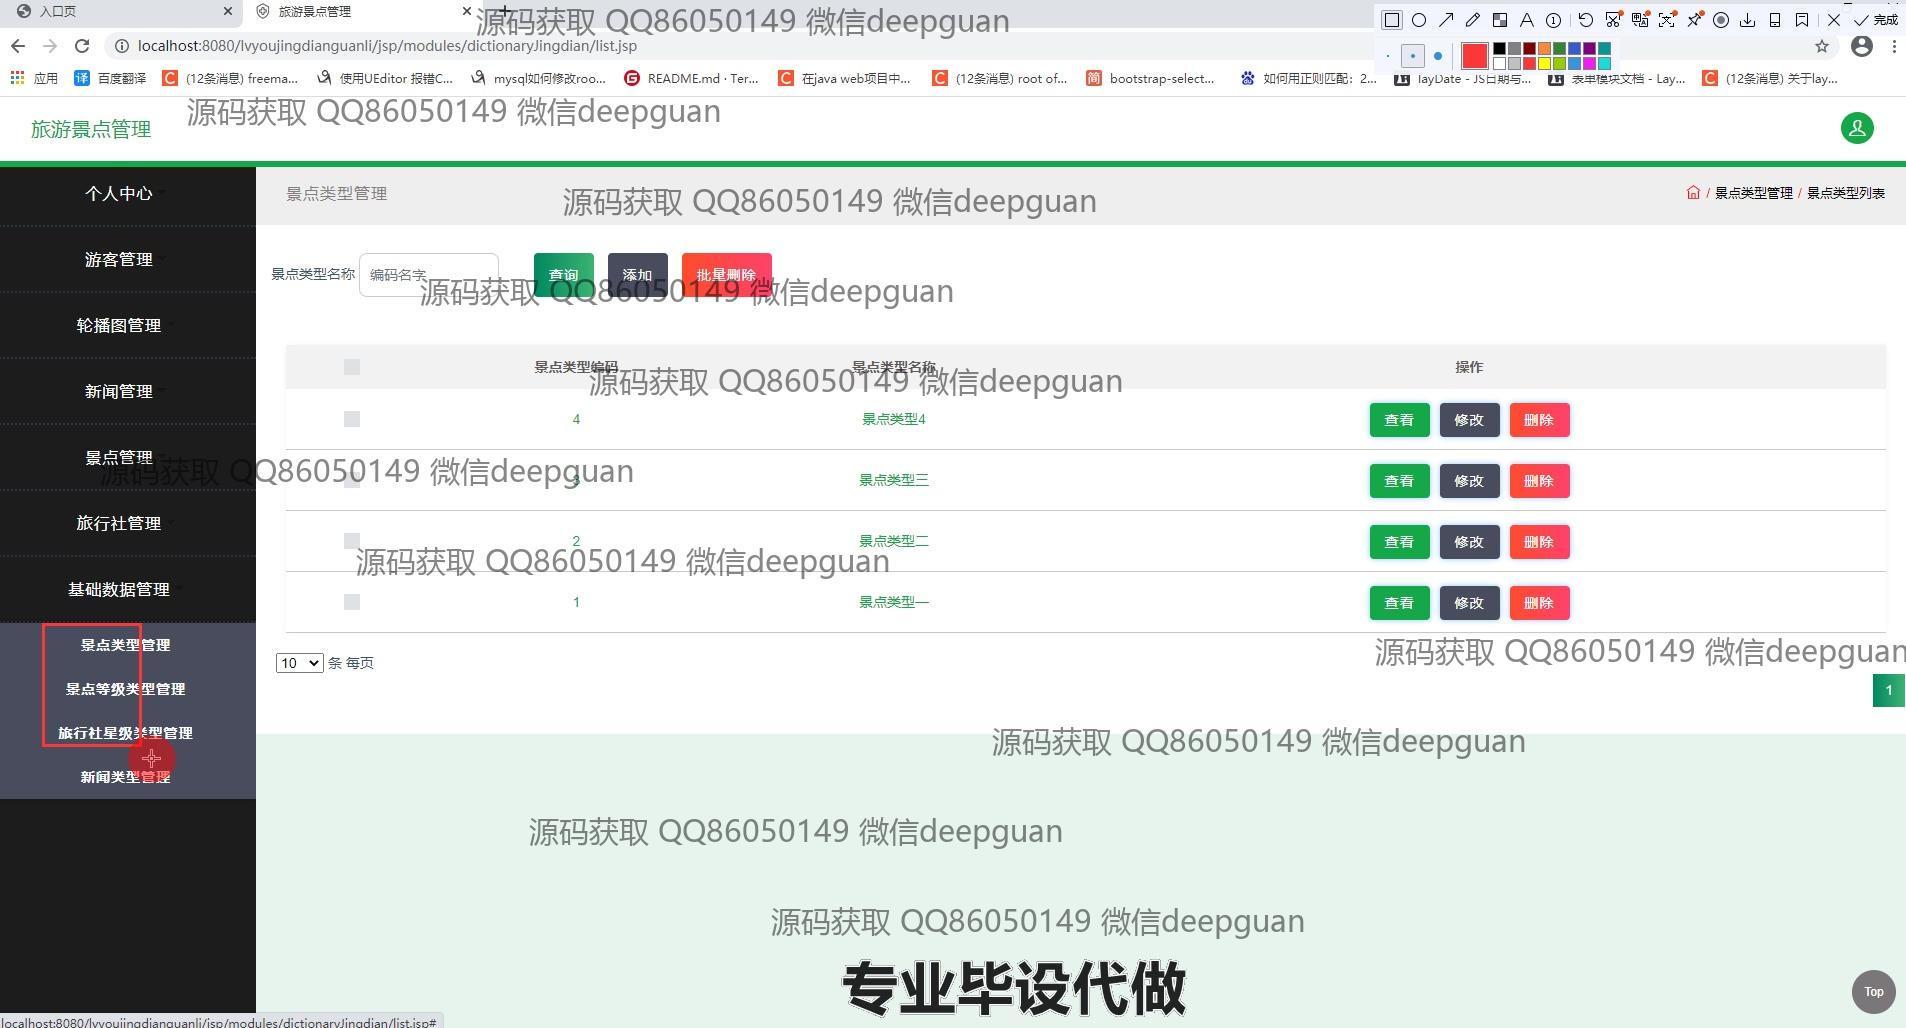 入口页
旅游景点管理
源码获取 QQ86050149 微信deepguan
完成
localhost:8080/lvyoujingdianguanli/jsp/modules/dictionaryJingdian/list.jsp
应用
百度翻译
(12条消息) freema...
使用UEditor 报错C...
mysql如何修改roo...
README.md · Ter...
在java web项目中...
(12条消息) root of...
bootstrap-select...
如何用正则匹配：2...
layDate - JS日期与...
表单模块文档 - Lay...
(12条消息) 关于lay...
源码获取 QQ86050149 微信deepguan
旅游景点管理
个人中心
景点类型管理
源码获取 QQ86050149 微信deepguan
/ 景点类型管理 / 景点类型列表
游客管理
景点类型名称 编码名字 查询 添加 批量删除
源码获取 QQ86050149 微信deepguan
轮播图管理
景点类型编码 景点类型名称 操作
源码获取 QQ86050149 微信deepguan
新闻管理
4 景点类型4 查看 修改 删除
景点管理
源码获取 QQ86050149 微信deepguan
3 景点类型三 查看 修改 删除
旅行社管理
2 景点类型二 查看 修改 删除
源码获取 QQ86050149 微信deepguan
基础数据管理
1 景点类型一 查看 修改 删除
景点类型管理
源码获取 QQ86050149 微信deepguan
10 条 每页
景点等级类型管理
1
旅行社星级类型管理
源码获取 QQ86050149 微信deepguan
新闻类型管理
源码获取 QQ86050149 微信deepguan
源码获取 QQ86050149 微信deepguan
专业毕设代做
Top
localhost:8080/lvyoujingdianguanli/jsp/modules/dictionaryJingdian/list.jsp#